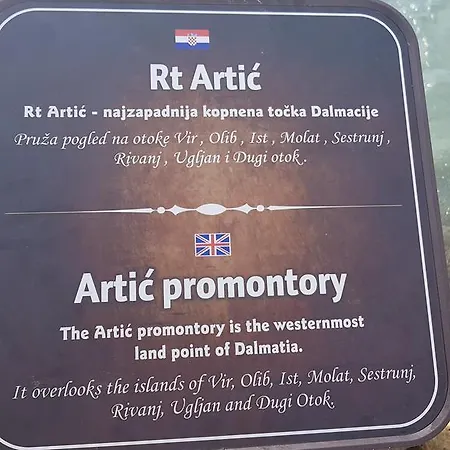 Rt Artić
Rt Artić - najzapadnija kopnena točka Dalmacije
Pruža pogled na otoke Vir , Olib , Ist , Molat , Sestrunj ,
Rivanj , Ugljan i Dugi otok .
Artić promontory
The Artić promontory is the westernmost
land point of Dalmatia.
It overlooks the islands of Vir, Olib, Ist, Molat, Sestrunj,
Rivanj, Ugljan and Dugi Otok.